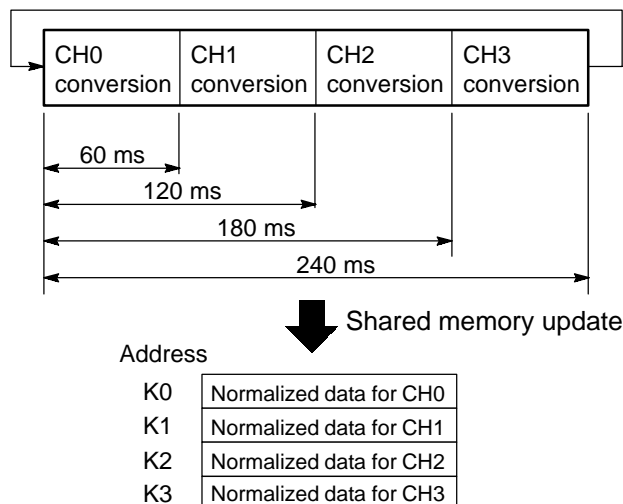 CH0 conversion
CH1 conversion
CH2 conversion
CH3 conversion
60 ms
120 ms
180 ms
240 ms
Shared memory update
Address
K0 Normalized data for CH0
K1 Normalized data for CH1
K2 Normalized data for CH2
K3 Normalized data for CH3